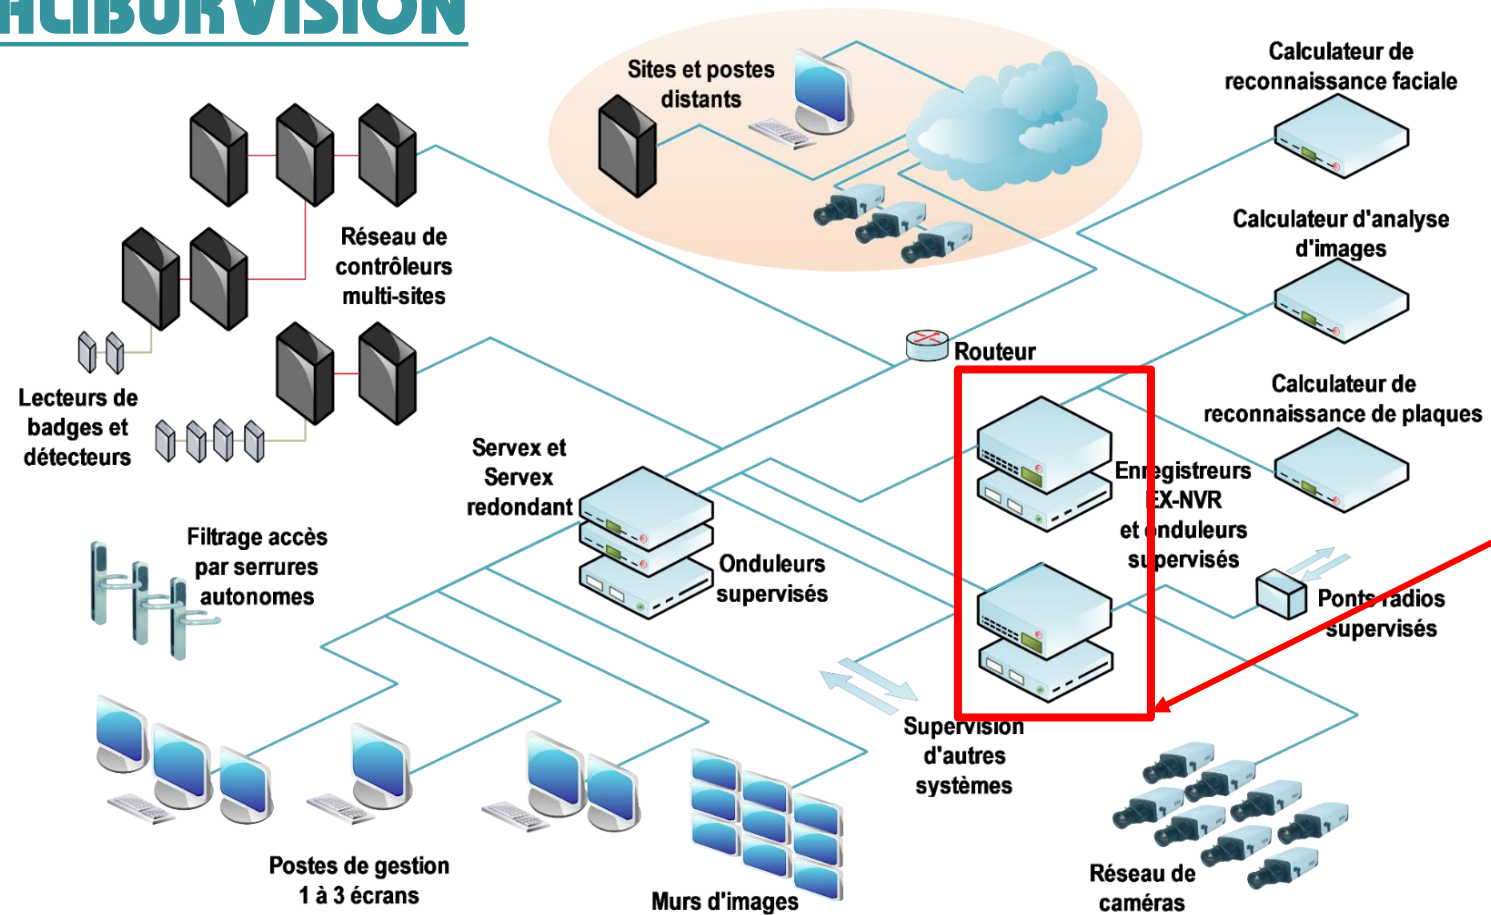 ALIBURVISION
Sites et postes
distants
Calculateur de
reconnaissance faciale
Réseau de
contrôleurs
multi-sites
Calculateur d'analyse
d'images
Routeur
Lecteurs de
badges et
détecteurs
Calculateur de
reconnaissance de plaques
Servex et
Servex
redondant
Enregistreurs
EX-NVR
et onduleurs
supervisés
Filtrage accès
par serrures
autonomes
Onduleurs
supervisés
Ponts radios
supervisés
Supervision
d'autres
systèmes
Postes de gestion
1 à 3 écrans
Murs d'images
Réseau de
caméras